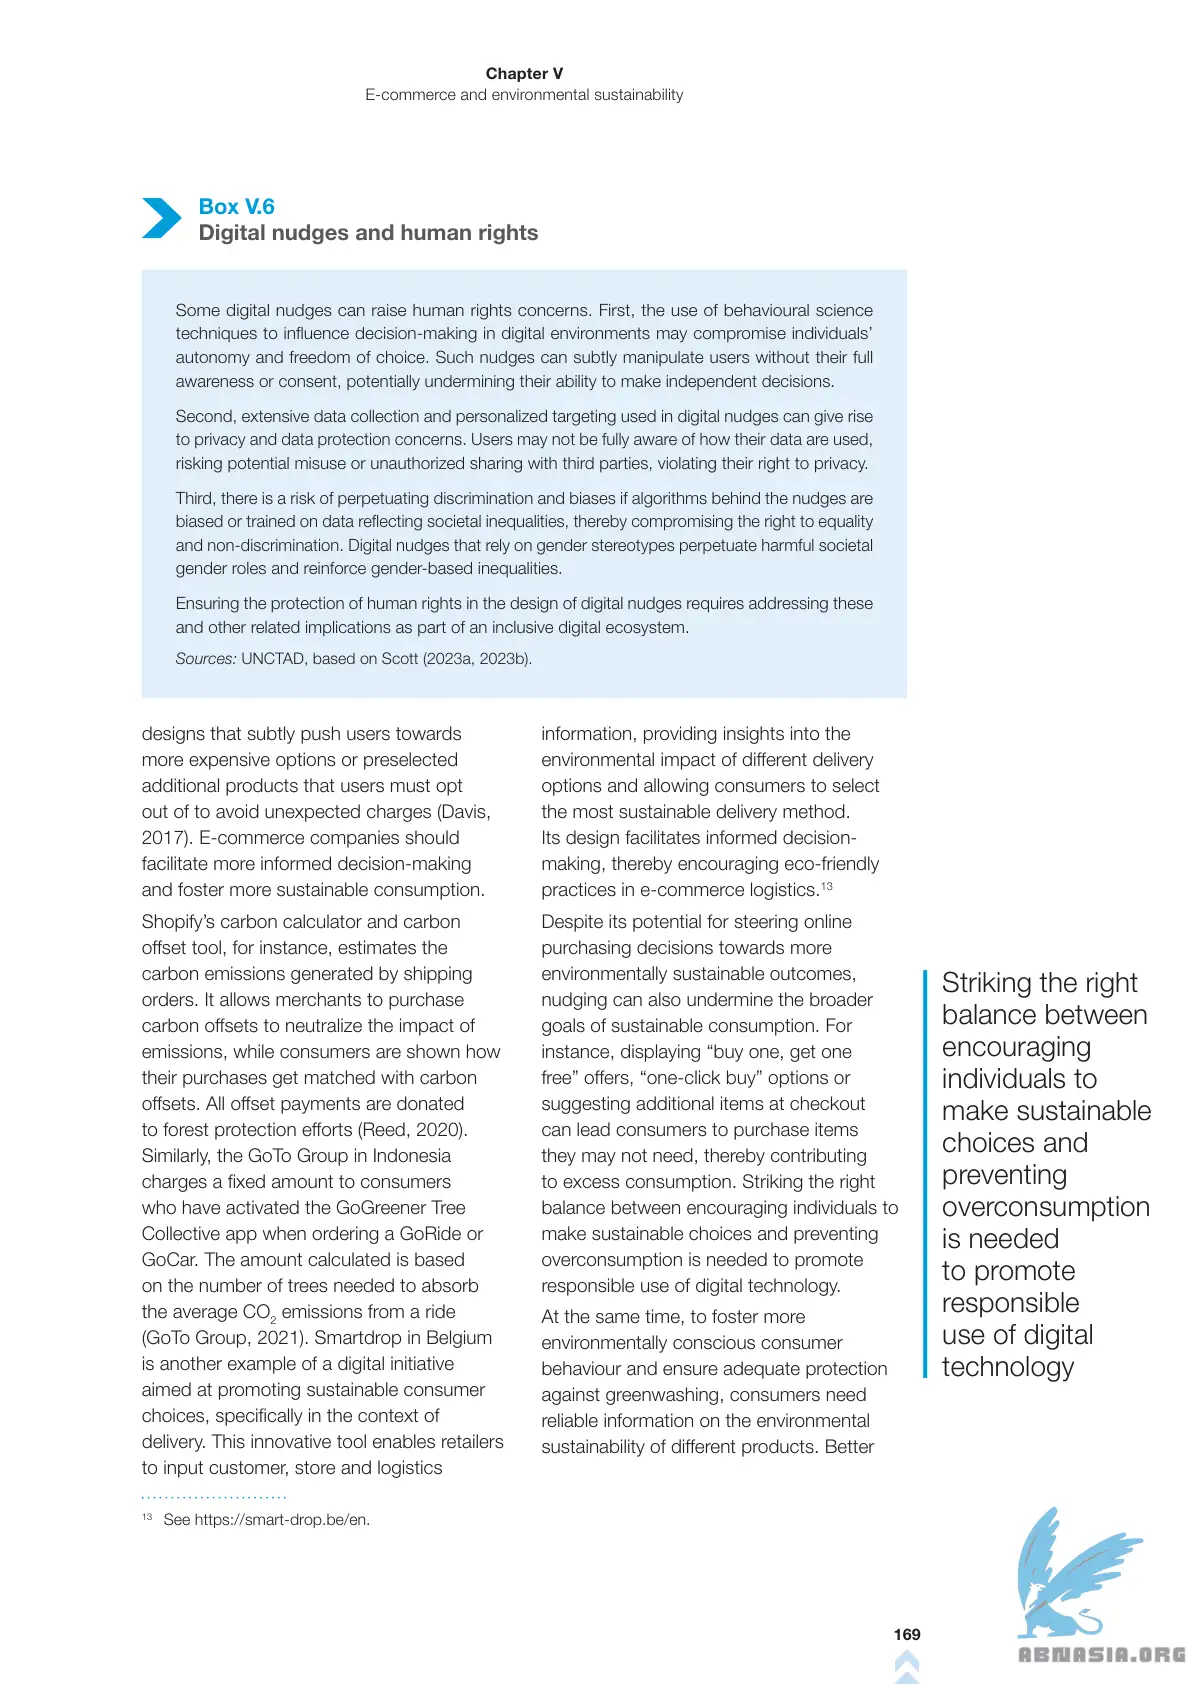 Chapter V
E-commerce and environmental sustainability
Box V.6
Digital nudges and human rights
Some digital nudges can raise human rights concerns. First, the use of behavioural science
techniques to influence decision-making in digital environments may compromise individuals’
autonomy and freedom of choice. Such nudges can subtly manipulate users without their full
awareness or consent, potentially undermining their ability to make independent decisions.
Second, extensive data collection and personalized targeting used in digital nudges can give rise
to privacy and data protection concerns. Users may not be fully aware of how their data are used,
risking potential misuse or unauthorized sharing with third parties, violating their right to privacy.
Third, there is a risk of perpetuating discrimination and biases if algorithms behind the nudges are
biased or trained on data reflecting societal inequalities, thereby compromising the right to equality
and non-discrimination. Digital nudges that rely on gender stereotypes perpetuate harmful societal
gender roles and reinforce gender-based inequalities.
Ensuring the protection of human rights in the design of digital nudges requires addressing these
and other related implications as part of an inclusive digital ecosystem.
Sources: UNCTAD, based on Scott (2023a, 2023b).
designs that subtly push users towards
more expensive options or preselected
additional products that users must opt
out of to avoid unexpected charges (Davis,
2017). E-commerce companies should
facilitate more informed decision-making
and foster more sustainable consumption.
Shopify’s carbon calculator and carbon
offset tool, for instance, estimates the
carbon emissions generated by shipping
orders. It allows merchants to purchase
carbon offsets to neutralize the impact of
emissions, while consumers are shown how
their purchases get matched with carbon
offsets. All offset payments are donated
to forest protection efforts (Reed, 2020).
Similarly, the GoTo Group in Indonesia
charges a fixed amount to consumers
who have activated the GoGreener Tree
Collective app when ordering a GoRide or
GoCar. The amount calculated is based
on the number of trees needed to absorb
the average CO2 emissions from a ride
(GoTo Group, 2021). Smartdrop in Belgium
is another example of a digital initiative
aimed at promoting sustainable consumer
choices, specifically in the context of
delivery. This innovative tool enables retailers
to input customer, store and logistics
information, providing insights into the
environmental impact of different delivery
options and allowing consumers to select
the most sustainable delivery method.
Its design facilitates informed decision-
making, thereby encouraging eco-friendly
practices in e-commerce logistics.13
Despite its potential for steering online
purchasing decisions towards more
environmentally sustainable outcomes,
nudging can also undermine the broader
goals of sustainable consumption. For
instance, displaying “buy one, get one
free” offers, “one-click buy” options or
suggesting additional items at checkout
can lead consumers to purchase items
they may not need, thereby contributing
to excess consumption. Striking the right
balance between encouraging individuals to
make sustainable choices and preventing
overconsumption is needed to promote
responsible use of digital technology.
At the same time, to foster more
environmentally conscious consumer
behaviour and ensure adequate protection
against greenwashing, consumers need
reliable information on the environmental
sustainability of different products. Better
Striking the right
balance between
encouraging
individuals to
make sustainable
choices and
preventing
overconsumption
is needed
to promote
responsible
use of digital
technology
13 See https://smart-drop.be/en.
169
ABNASIA.ORG